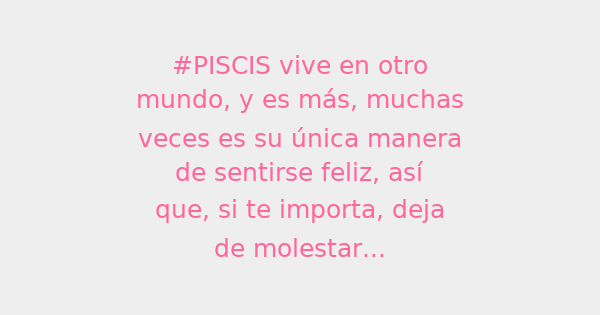 #PISCIS vive en otro
mundo, y es más, muchas
veces es su única manera
de sentirse feliz, así
que, si te importa, deja
de molestar...